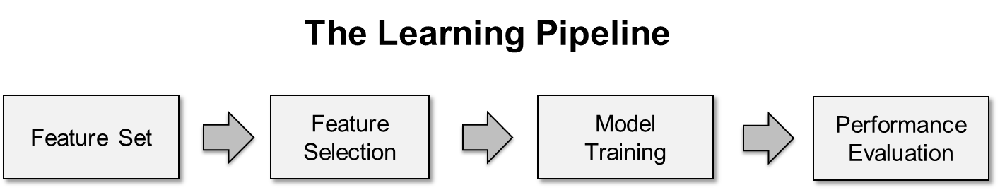 The Learning Pipeline
Feature Set
Feature
Selection
Model
Training
Performance
Evaluation